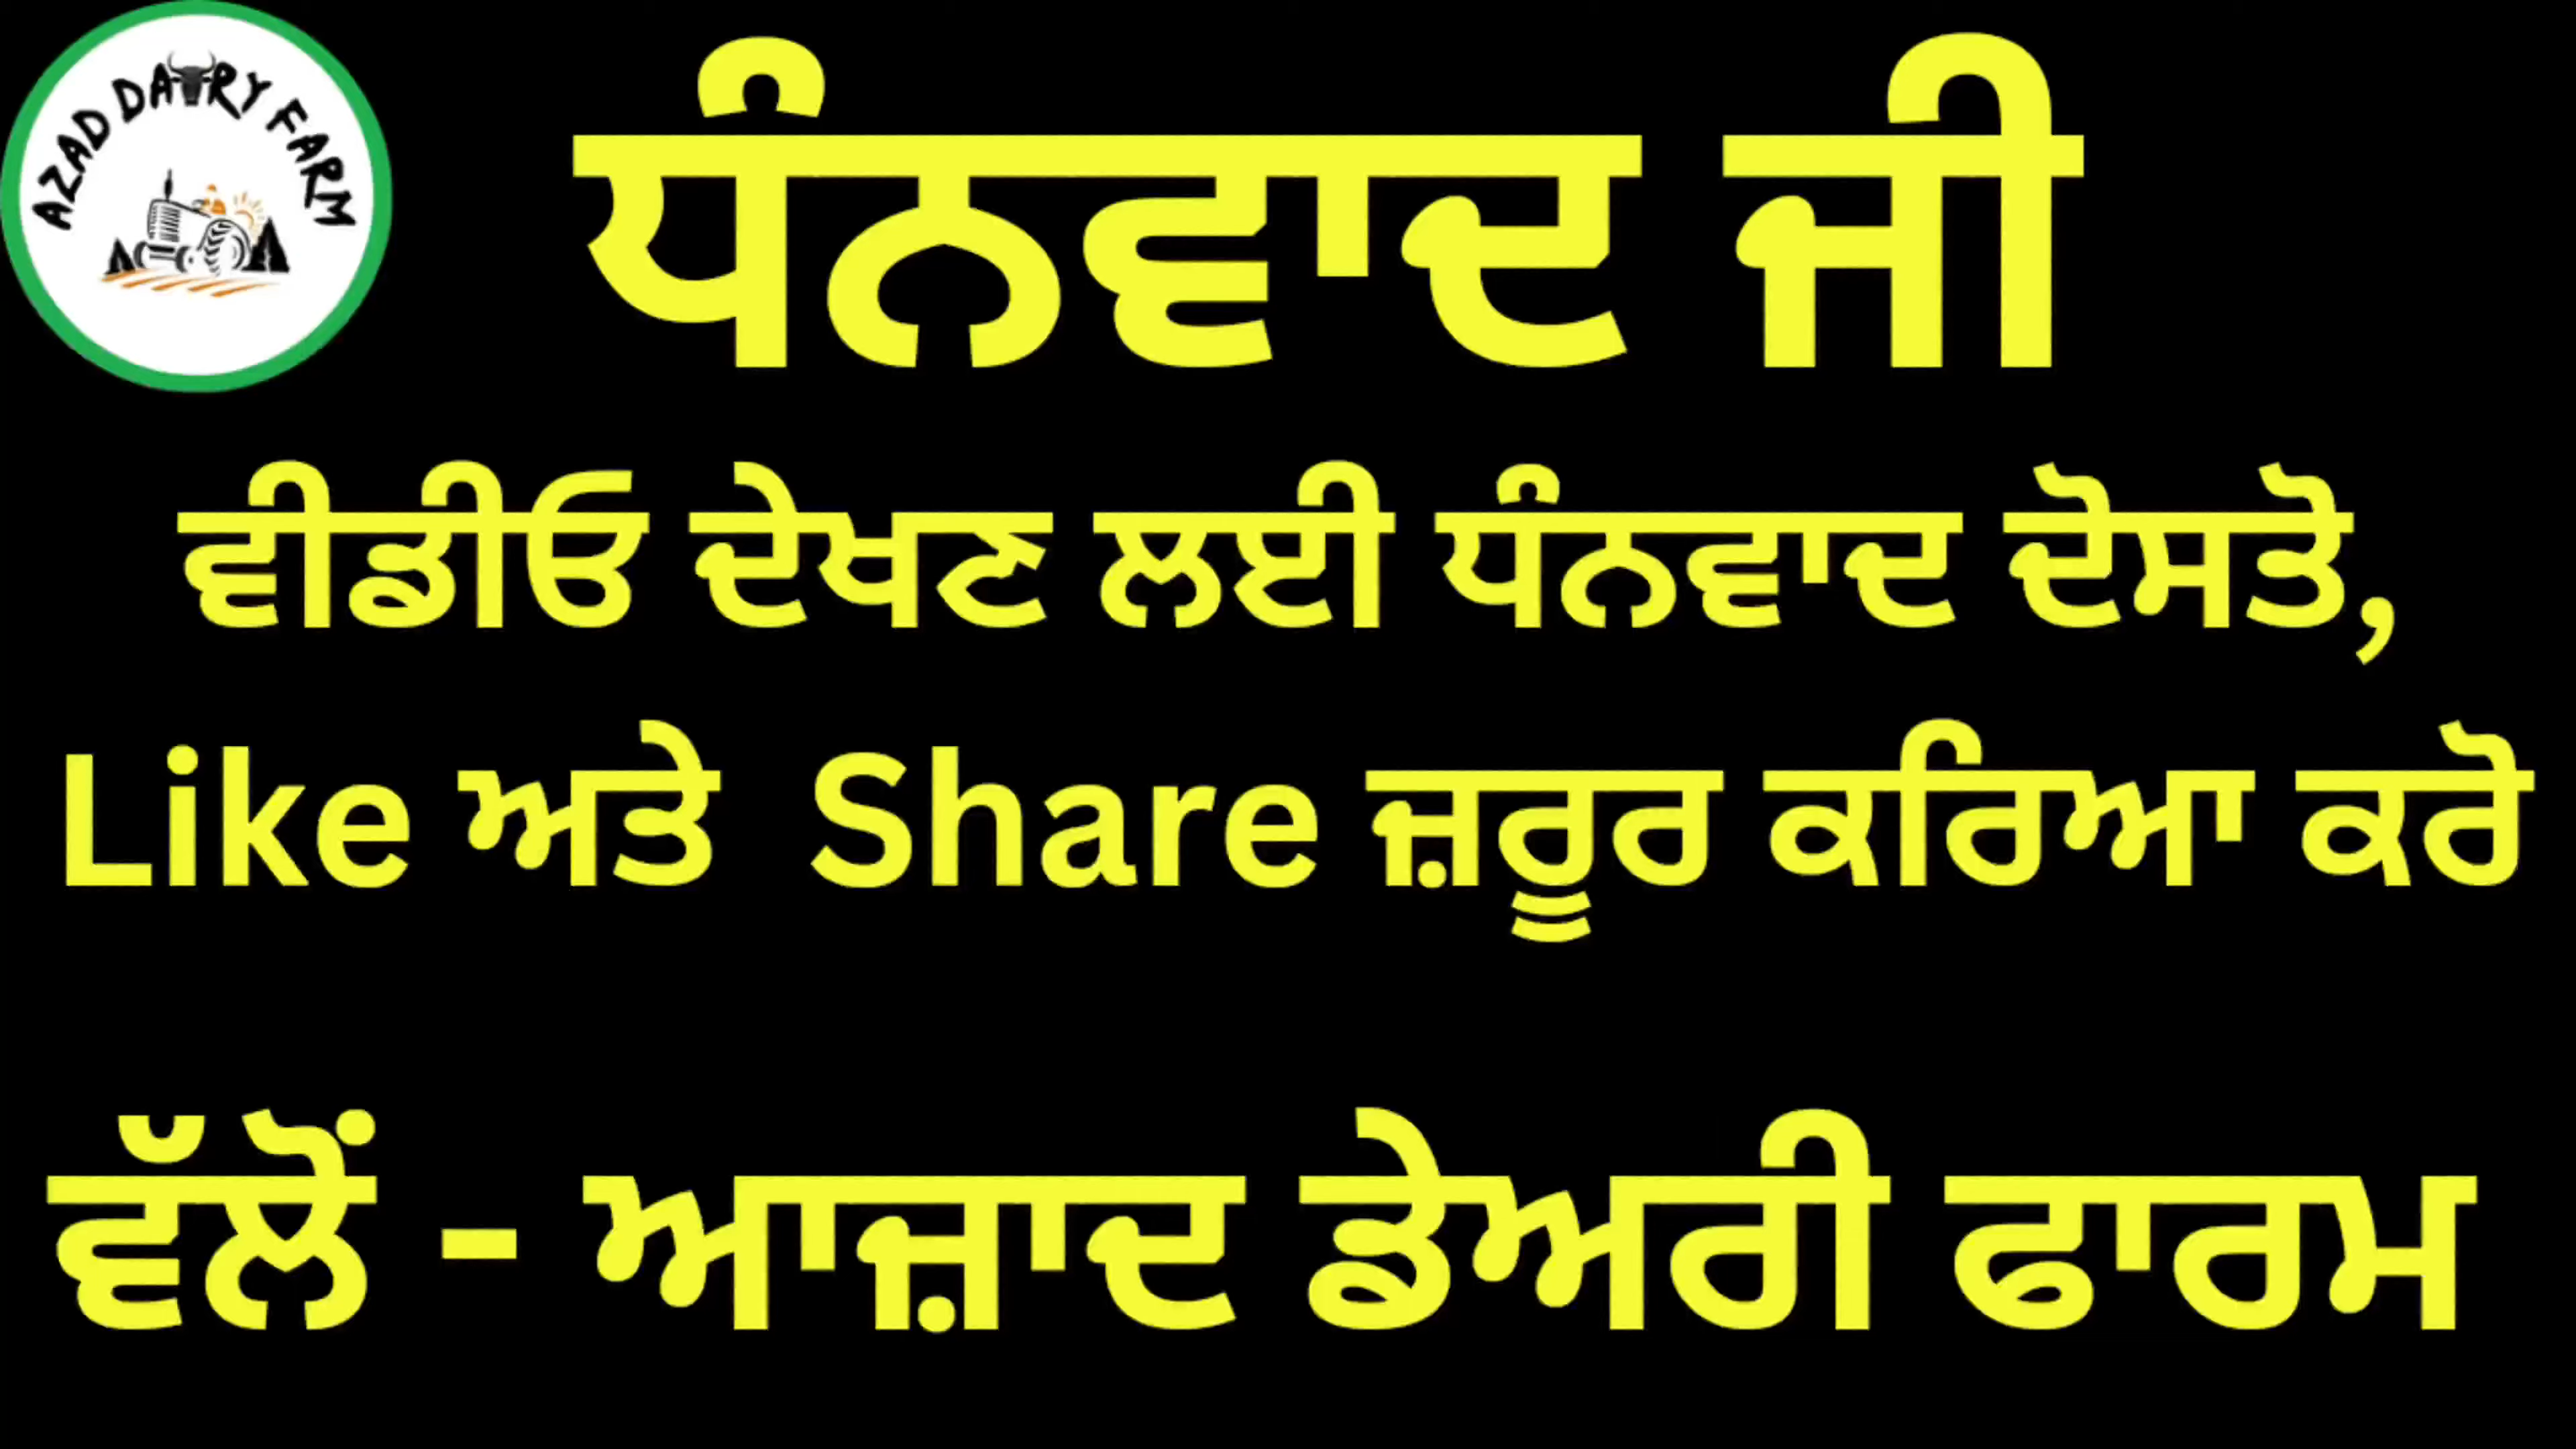 AZAD DAIRY FARM
ਧੰਨਵਾਦ ਜੀ
ਵੀਡੀਓ ਦੇਖਣ ਲਈ ਧੰਨਵਾਦ ਦੋਸਤੋ,
Like ਅਤੇ Share ਜ਼ਰੂਰ ਕਰਿਆ ਕਰੋ
ਵੱਲੋਂ - ਆਜ਼ਾਦ ਡੇਅਰੀ ਫਾਰਮ